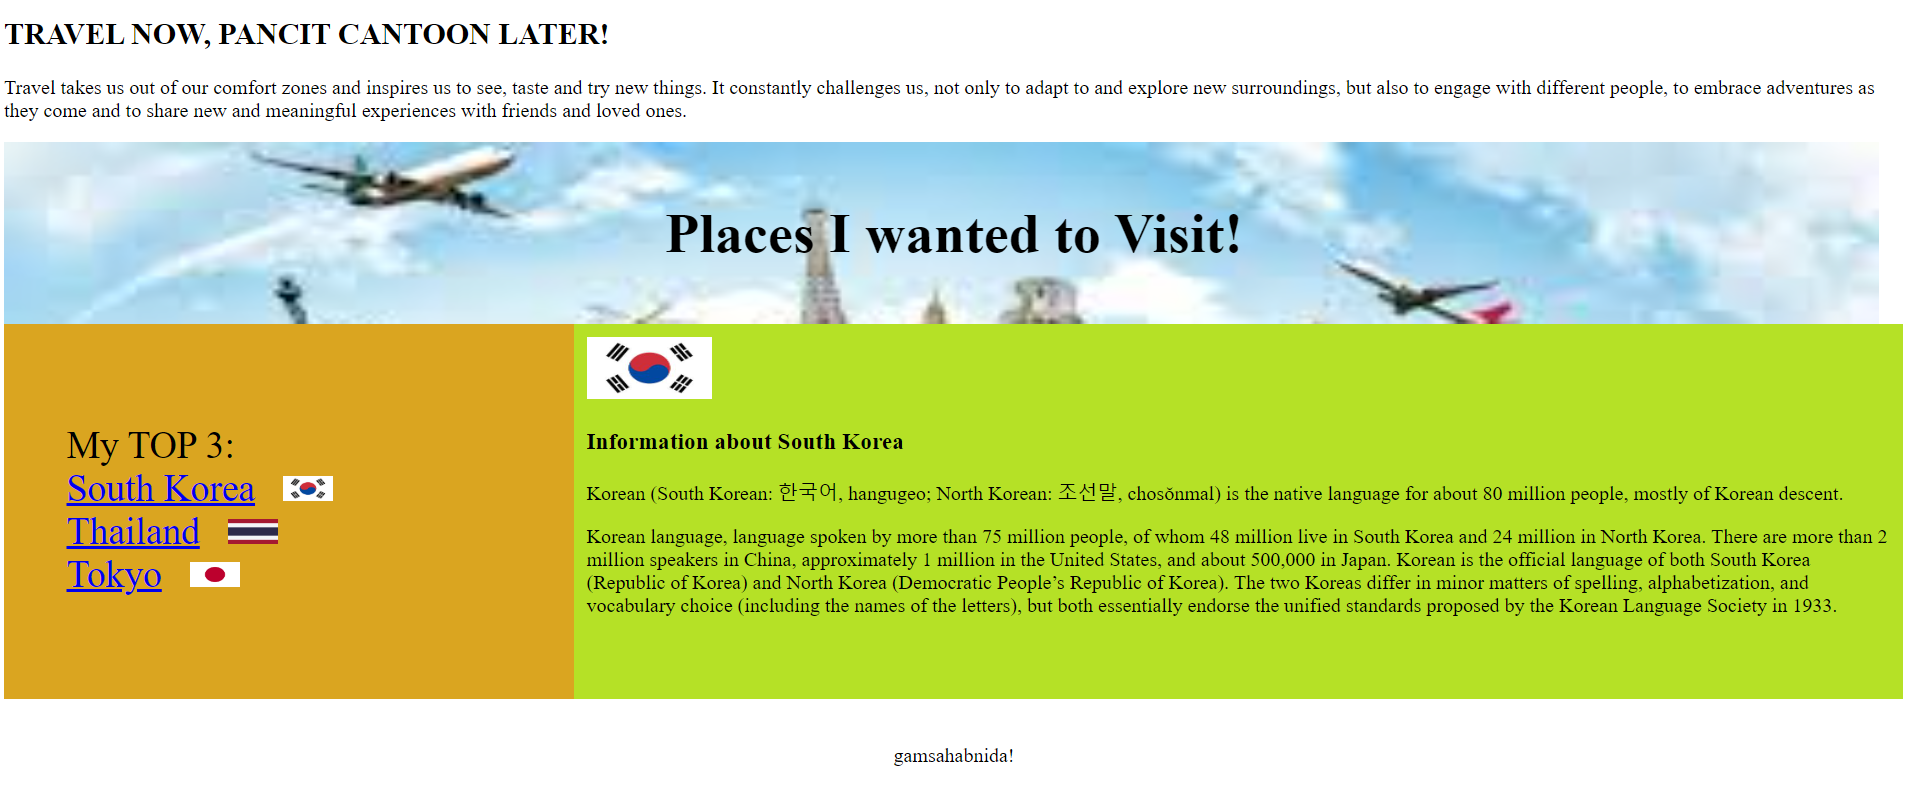 TRAVEL NOW, PANCIT CANTOON LATER!
Travel takes us out of our comfort zones and inspires us to see, taste and try new things. It constantly challenges us, not only to adapt to and explore new surroundings, but also to engage with different people, to embrace adventures as
they come and to share new and meaningful experiences with friends and loved ones.
Places I wanted to Visit!
My TOP 3:
South Korea
Thailand
Tokyo
Information about South Korea
Korean (South Korean: 한국어, hangugeo; North Korean: 조선말, chosŏnmal) is the native language for about 80 million people, mostly of Korean descent.
Korean language, language spoken by more than 75 million people, of whom 48 million live in South Korea and 24 million in North Korea. There are more than 2
million speakers in China, approximately 1 million in the United States, and about 500,000 in Japan. Korean is the official language of both South Korea
(Republic of Korea) and North Korea (Democratic People’s Republic of Korea). The two Koreas differ in minor matters of spelling, alphabetization, and
vocabulary choice (including the names of the letters), but both essentially endorse the unified standards proposed by the Korean Language Society in 1933.
gamsahabnida!